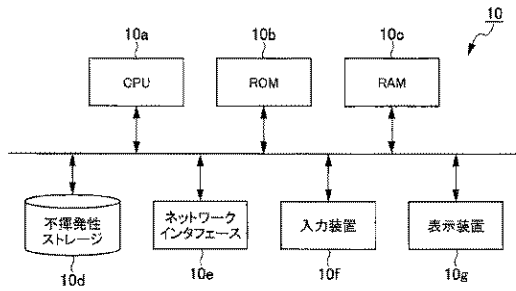 10
10a
10b
10c
CPU
ROM
RAM
不揮発性
ストレージ
ネットワーク
インタフェース
入力装置
表示装置
10d
10e
10f
10g